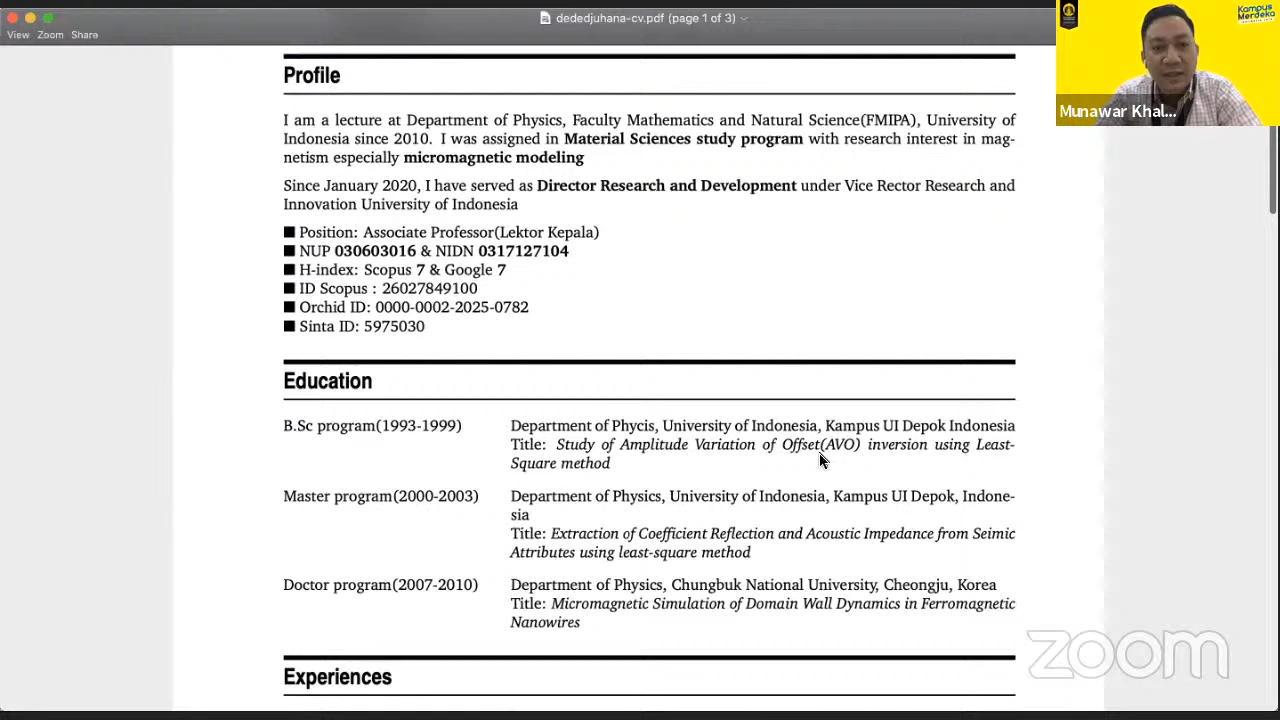 dededjuhana-cv.pdf (page 1 of 3)
View Zoom Share
Kampus
Merdeka
Munawar Khal...
Profile
I am a lecture at Department of Physics, Faculty Mathematics and Natural Science(FMIPA), University of
Indonesia since 2010. I was assigned in Material Sciences study program with research interest in mag-
netism especially micromagnetic modeling
Since January 2020, I have served as Director Research and Development under Vice Rector Research and
Innovation University of Indonesia
■ Position: Associate Professor(Lektor Kepala)
■ NUP 030603016 & NIDN 0317127104
■ H-index: Scopus 7 & Google 7
■ ID Scopus : 26027849100
■ Orchid ID: 0000-0002-2025-0782
■ Sinta ID: 5975030
Education
B.Sc program(1993-1999) Department of Phycis, University of Indonesia, Kampus UI Depok Indonesia
Title: Study of Amplitude Variation of Offset(AVO) inversion using Least-
Square method
Master program(2000-2003) Department of Physics, University of Indonesia, Kampus UI Depok, Indone-
sia
Title: Extraction of Coefficient Reflection and Acoustic Impedance from Seimic
Attributes using least-square method
Doctor program(2007-2010) Department of Physics, Chungbuk National University, Cheongju, Korea
Title: Micromagnetic Simulation of Domain Wall Dynamics in Ferromagnetic
Nanowires
zoom
Experiences